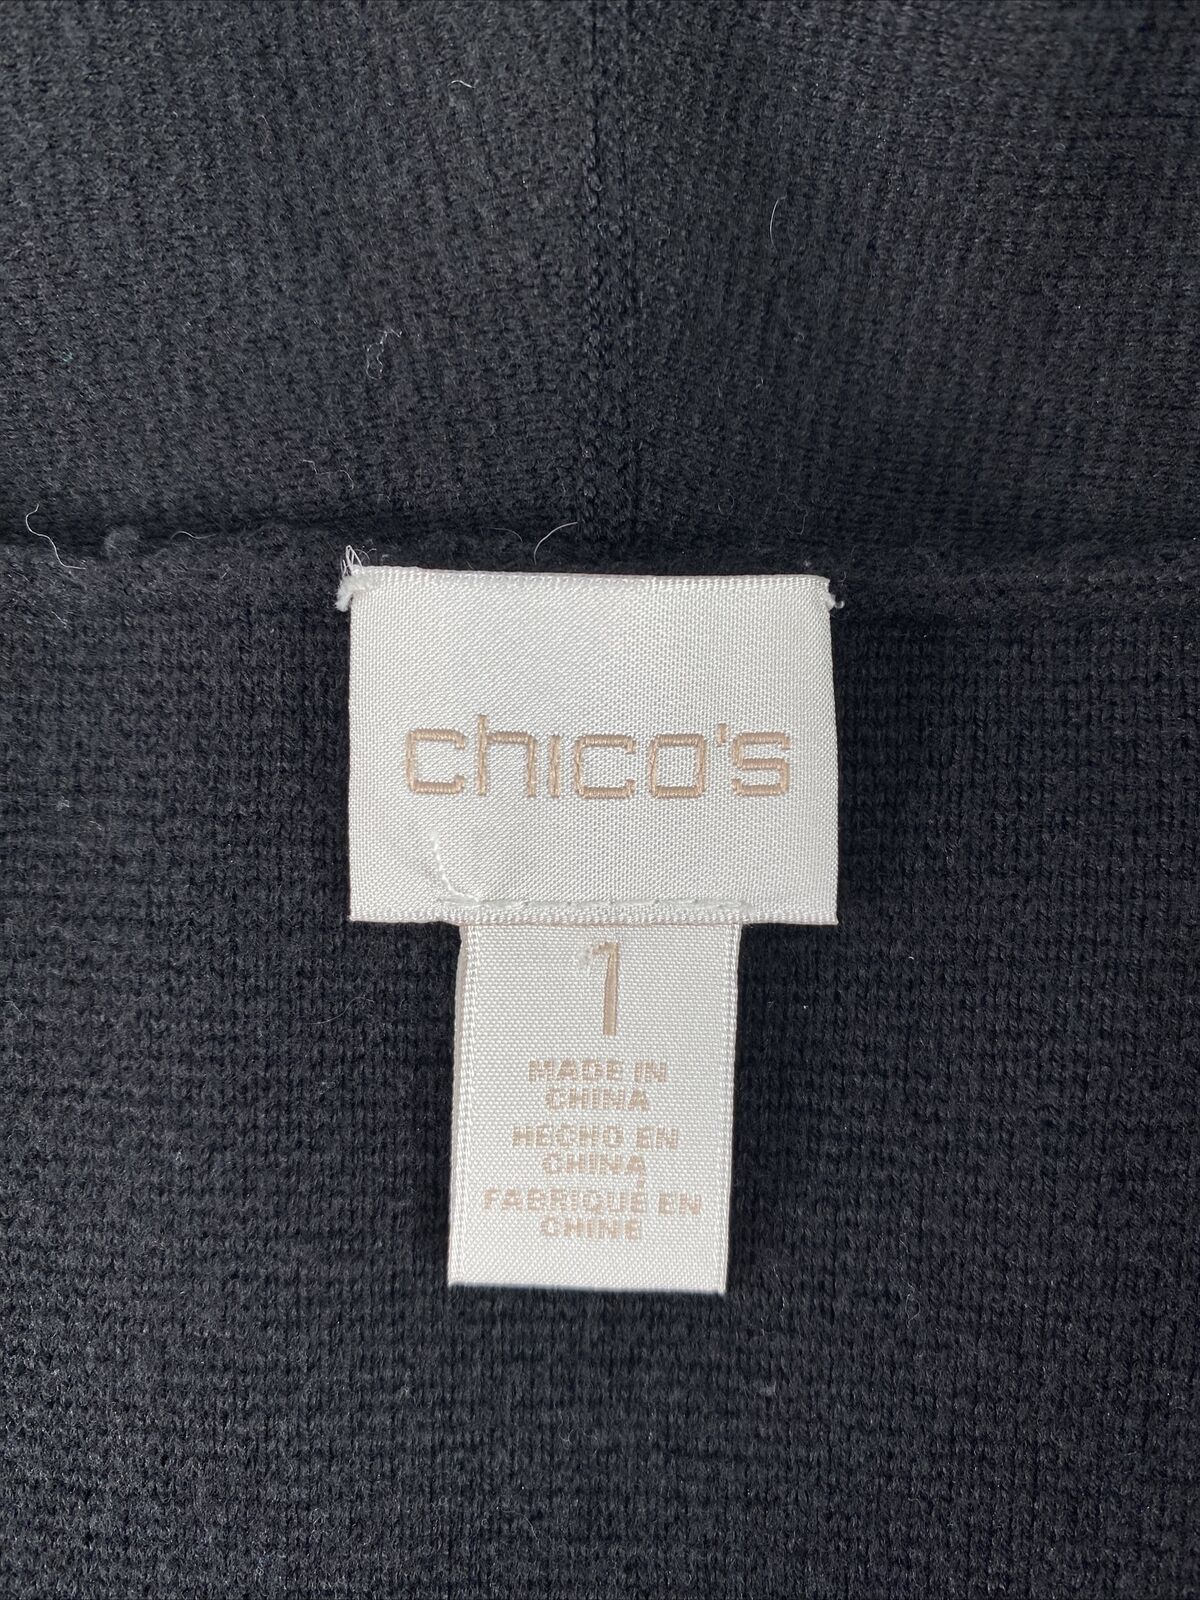 chico's
1
MADE IN
CHINA
HECHO EN
CHINA
FABRIQUÉ EN
CHINE